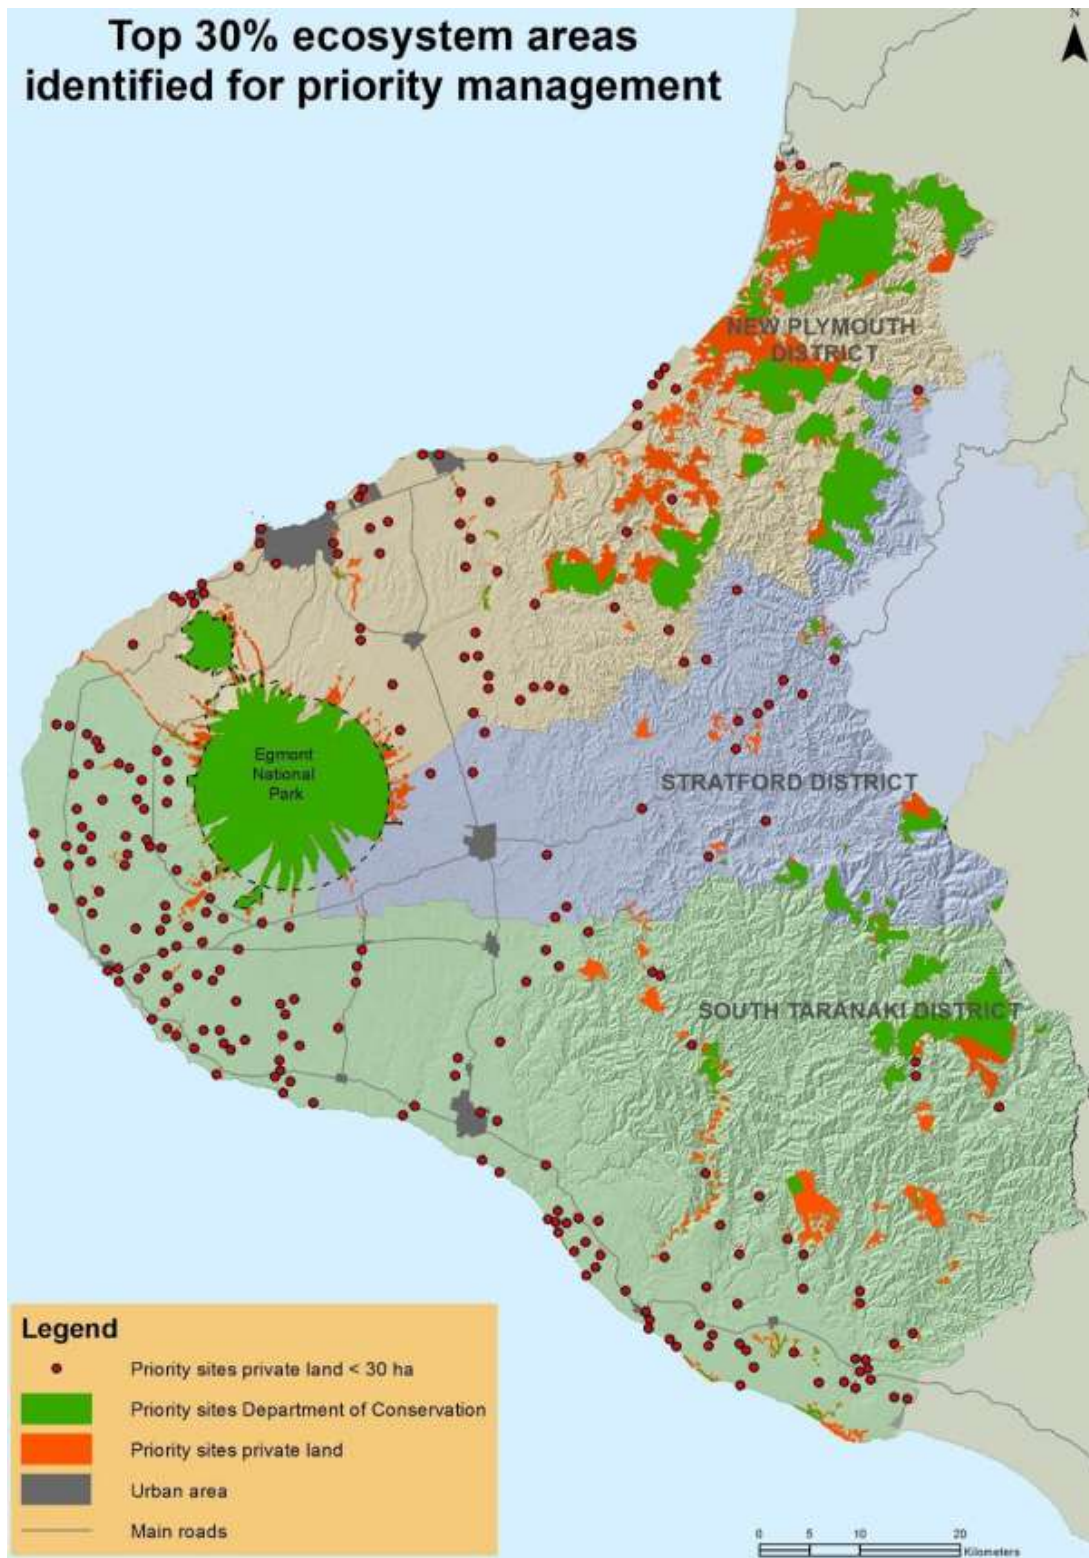 Top 30% ecosystem areas
identified for priority management
N
NEW PLYMOUTH
DISTRICT
Egmont
National
Park
STRATFORD DISTRICT
SOUTH TARANAKI DISTRICT
Legend
Priority sites private land < 30 ha
Priority sites Department of Conservation
Priority sites private land
Urban area
Main roads
0 5 10 20
Kilometers